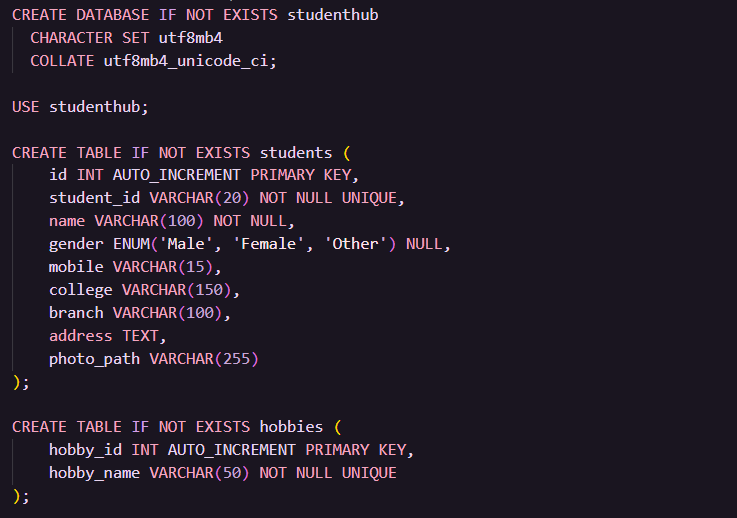 CREATE DATABASE IF NOT EXISTS studenthub
CHARACTER SET utf8mb4
COLLATE utf8mb4_unicode_ci;
USE studenthub;
CREATE TABLE IF NOT EXISTS students (
id INT AUTO_INCREMENT PRIMARY KEY,
student_id VARCHAR(20) NOT NULL UNIQUE,
name VARCHAR(100) NOT NULL,
gender ENUM('Male', 'Female', 'Other') NULL,
mobile VARCHAR(15),
college VARCHAR(150),
branch VARCHAR(100),
address TEXT,
photo_path VARCHAR(255)
);
CREATE TABLE IF NOT EXISTS hobbies (
hobby_id INT AUTO_INCREMENT PRIMARY KEY,
hobby_name VARCHAR(50) NOT NULL UNIQUE
);